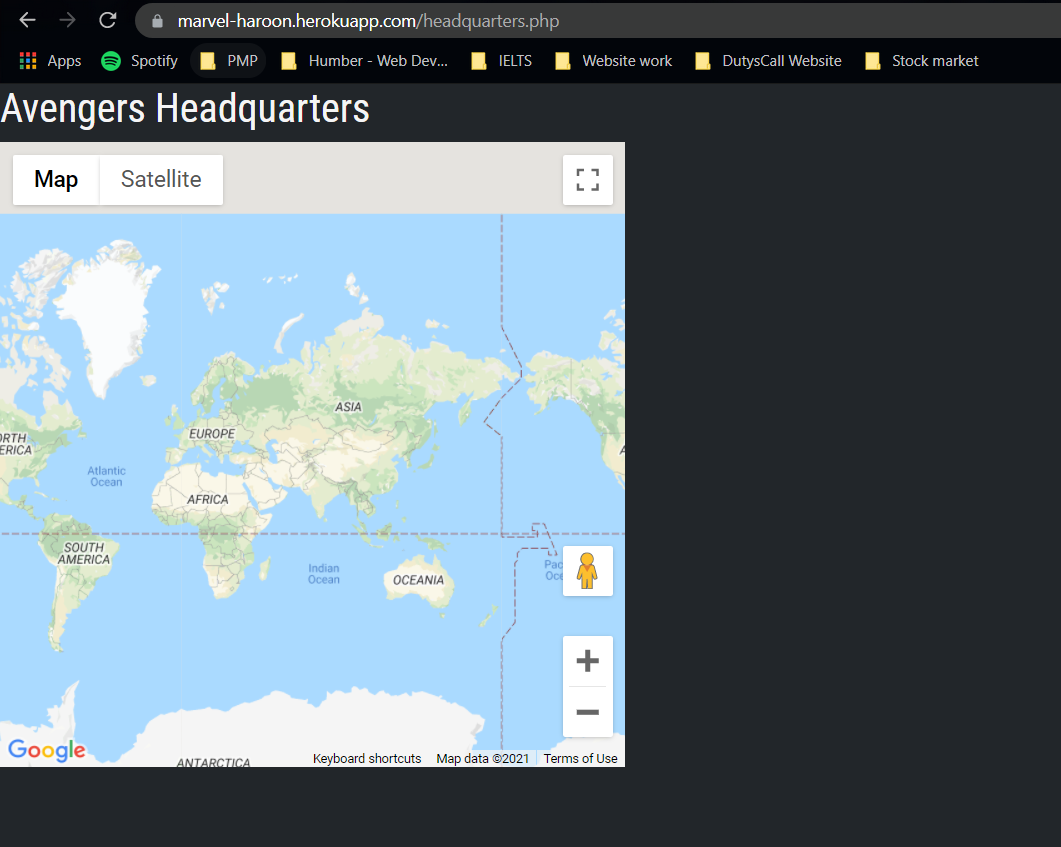 marvel-haroon.herokuapp.com/headquarters.php
Apps Spotify PMP Humber - Web Dev... IELTS Website work DutysCall Website Stock market
Avengers Headquarters
Map Satellite
ASIA
EUROPE
ORTH
ERICA
Atlantic
Ocean
AFRICA
SOUTH
AMERICA
Indian
Ocean
OCEANIA
Pac
Oce
A
Google
ANTARCTICA
Keyboard shortcuts Map data ©2021 Terms of Use